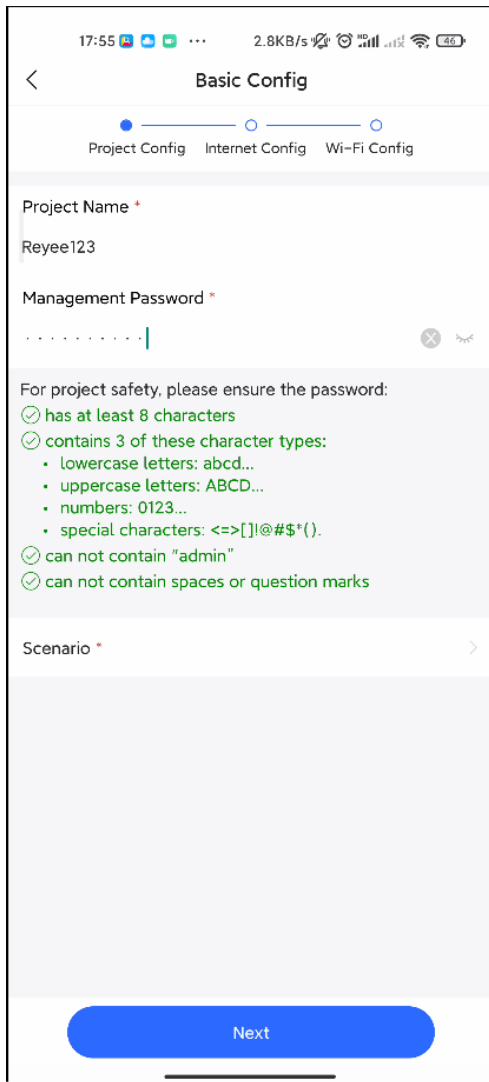 17:55 ... 2.8KB/s HD 46
Basic Config
Project Config Internet Config Wi-Fi Config
Project Name *
Reyee123
Management Password *
··········
For project safety, please ensure the password:
has at least 8 characters
contains 3 of these character types:
• lowercase letters: abcd...
• uppercase letters: ABCD...
• numbers: 0123...
• special characters: <=>[]!@#$*().
can not contain "admin"
can not contain spaces or question marks
Scenario *
Next